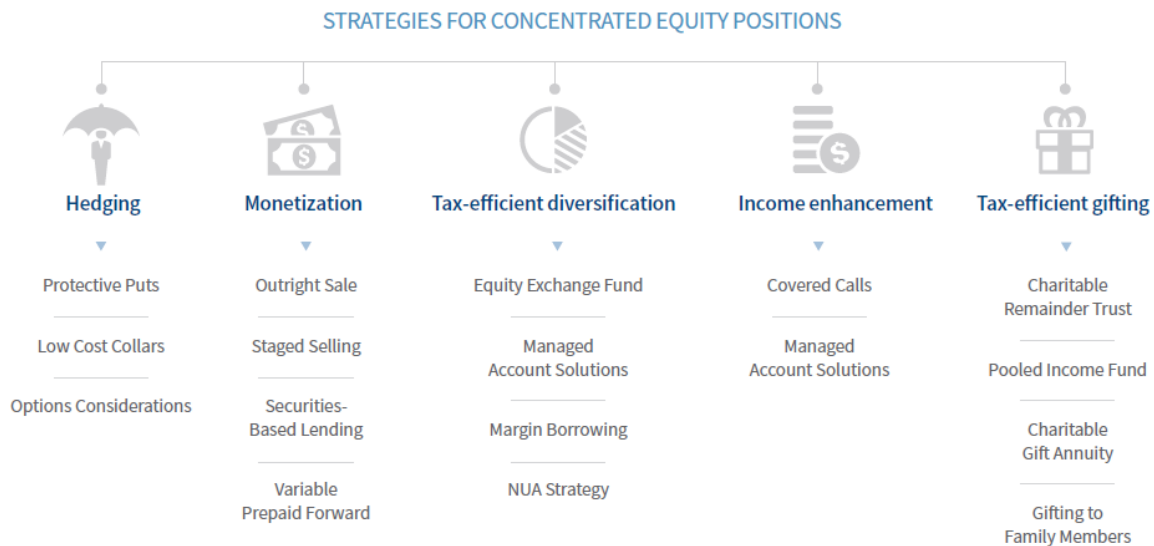 STRATEGIES FOR CONCENTRATED EQUITY POSITIONS
Hedging
Protective Puts
Low Cost Collars
Options Considerations
Monetization
Outright Sale
Staged Selling
Securities-
Based Lending
Variable
Prepaid Forward
Tax-efficient diversification
Equity Exchange Fund
Managed
Account Solutions
Margin Borrowing
NUA Strategy
Income enhancement
Covered Calls
Managed
Account Solutions
Tax-efficient gifting
Charitable
Remainder Trust
Pooled Income Fund
Charitable
Gift Annuity
Gifting to
Family Members